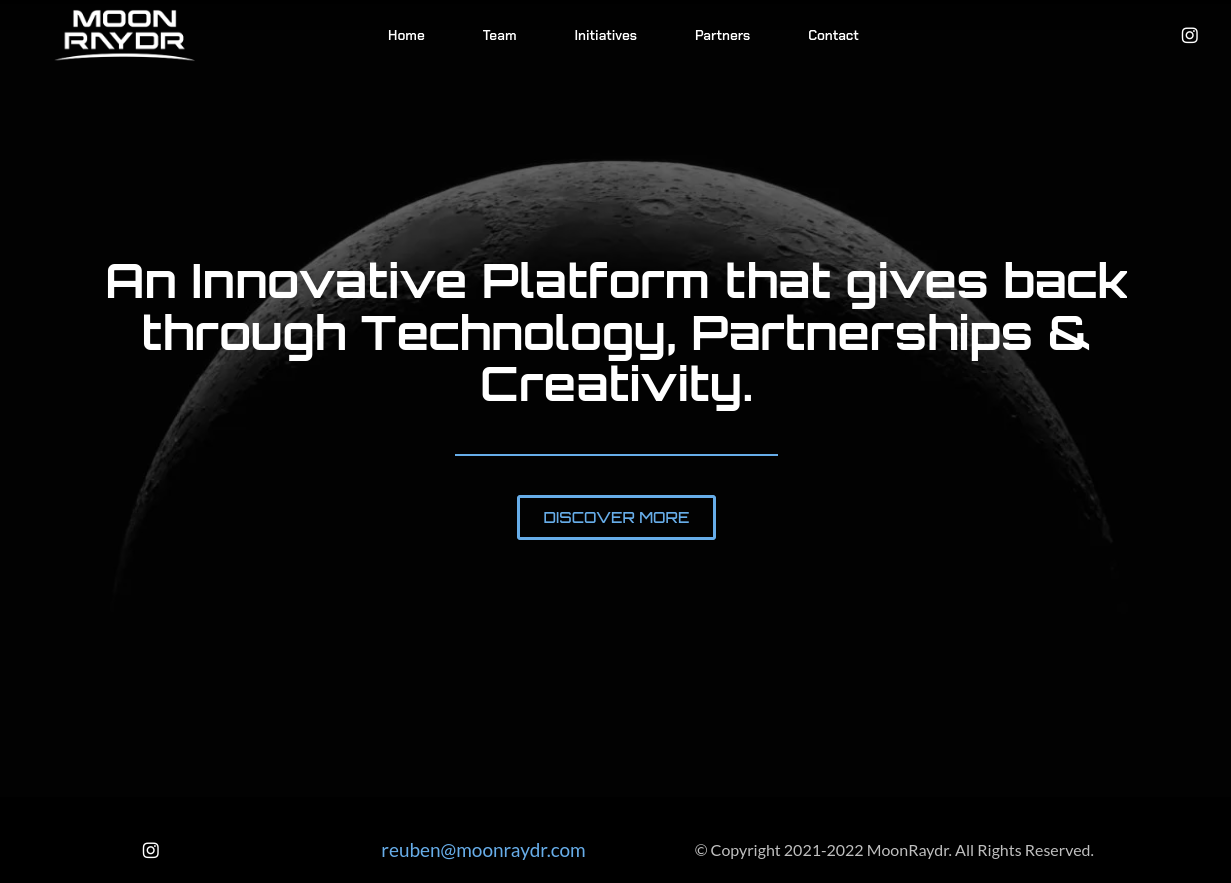 MOON
RAYDR
Home
Team
Initiatives
Partners
Contact
An Innovative Platform that gives back
through Technology, Partnerships &
Creativity.
DISCOVER MORE
reuben@moonraydr.com
© Copyright 2021-2022 MoonRaydr. All Rights Reserved.